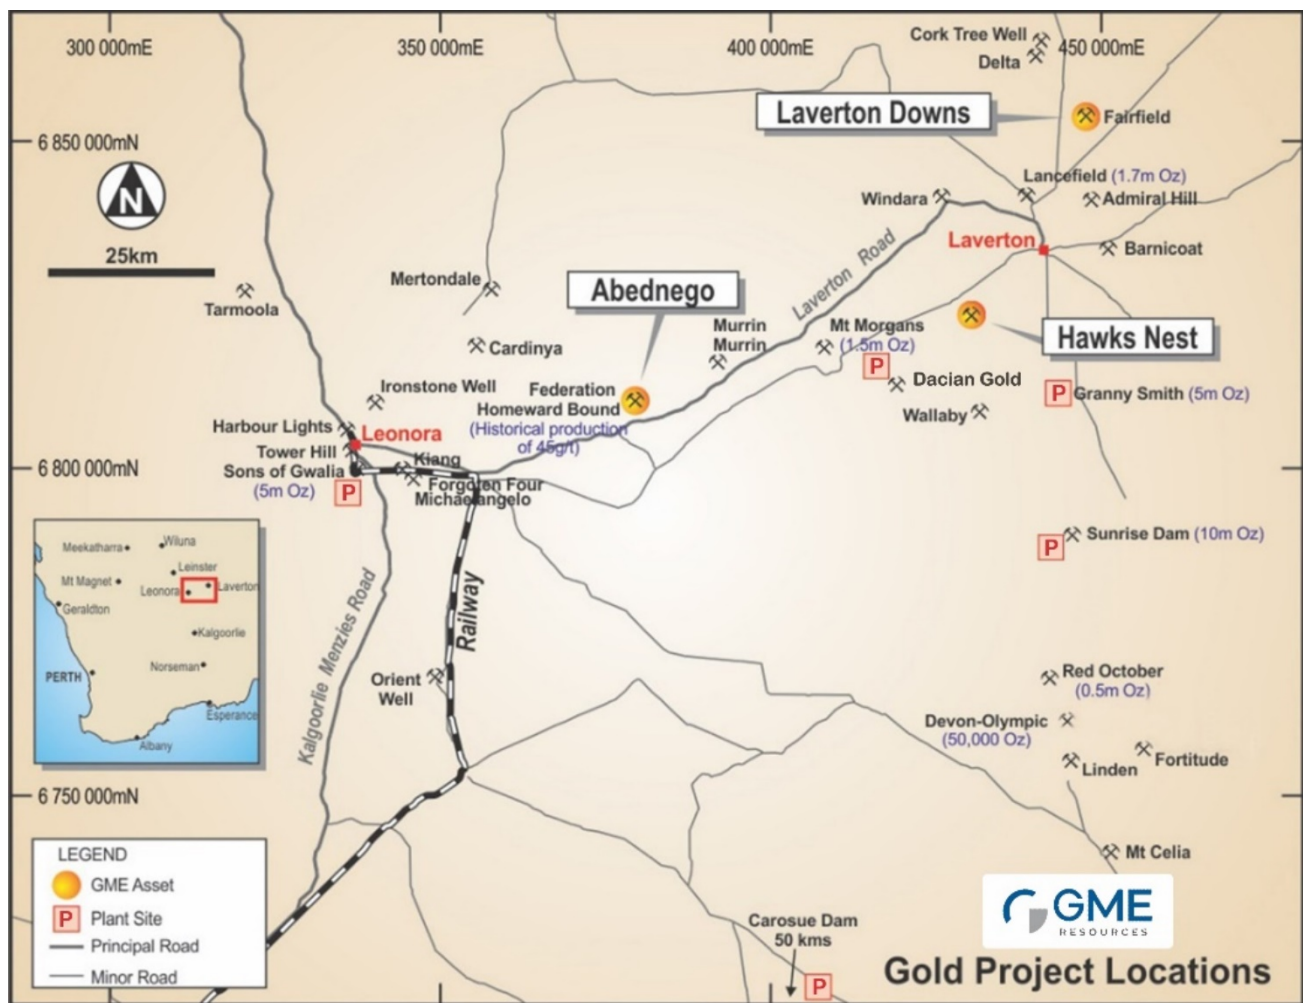 300 000mE
350 000mE
400 000mE
450 000mE
Cork Tree Well
Delta
Laverton Downs
Fairfield
6 850 000mN
N
25km
Lancefield (1.7m Oz)
Windara
Admiral Hill
Laverton
Barnicoat
Laverton Road
Tarmoola
Mertondale
Abednego
Cardinya
Murrin
Murrin
Mt Morgans
(1.5m Oz)
Hawks Nest
P
Dacian Gold
P
Granny Smith (5m Oz)
Wallaby
Ironstone Well
Federation
Homeward Bound
(Historical production
of 45g/t)
Harbour Lights
Leonora
Tower Hill
Kiang
6 800 000mN
Sons of Gwalia
(5m Oz)
P
Forgotten Four
Michaelangelo
P
Sunrise Dam (10m Oz)
Meekatharra
Wiluna
Leinster
Mt Magnet
Leonora
Laverton
Geraldton
Kalgoorlie
Norseman
PERTH
Esperance
Albany
Kalgoorlie Menzies Road
Railway
Orient
Well
Red October
(0.5m Oz)
Devon-Olympic
(50,000 Oz)
Fortitude
Linden
6 750 000mN
Mt Celia
LEGEND
GME Asset
P Plant Site
Principal Road
Minor Road
Carosue Dam
50 kms
P
GME
RESOURCES
Gold Project Locations